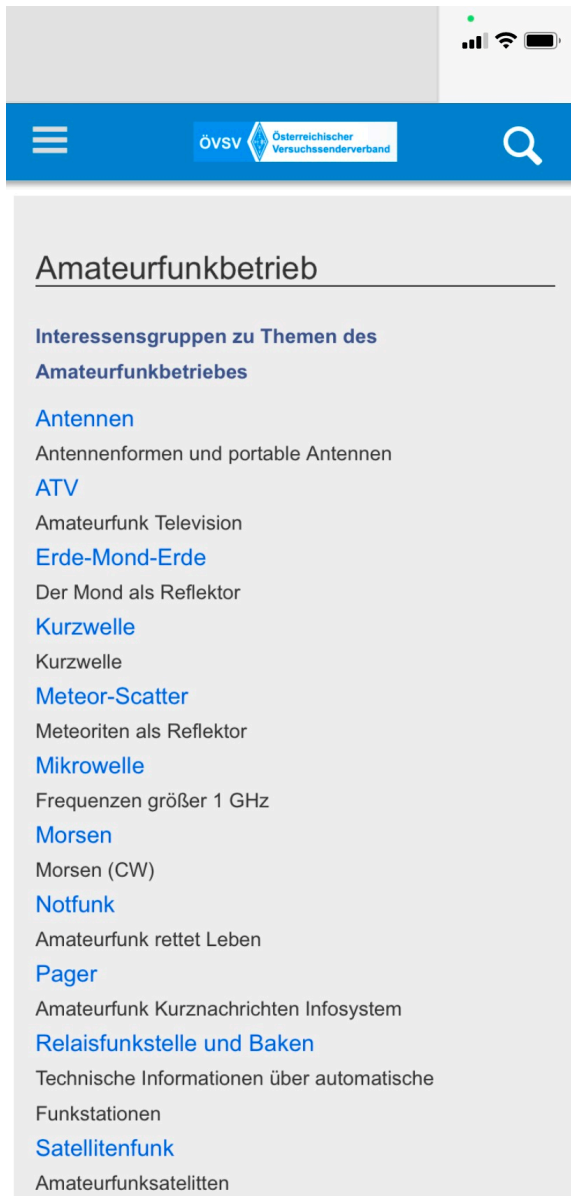 ÖVSV
Österreichischer
Versuchssenderverband
Amateurfunkbetrieb
Interessensgruppen zu Themen des
Amateurfunkbetriebes
Antennen
Antennenformen und portable Antennen
ATV
Amateurfunk Television
Erde-Mond-Erde
Der Mond als Reflektor
Kurzwelle
Kurzwelle
Meteor-Scatter
Meteoriten als Reflektor
Mikrowelle
Frequenzen größer 1 GHz
Morsen
Morsen (CW)
Notfunk
Amateurfunk rettet Leben
Pager
Amateurfunk Kurznachrichten Infosystem
Relaisfunkstelle und Baken
Technische Informationen über automatische
Funkstationen
Satellitenfunk
Amateurfunksatelitten